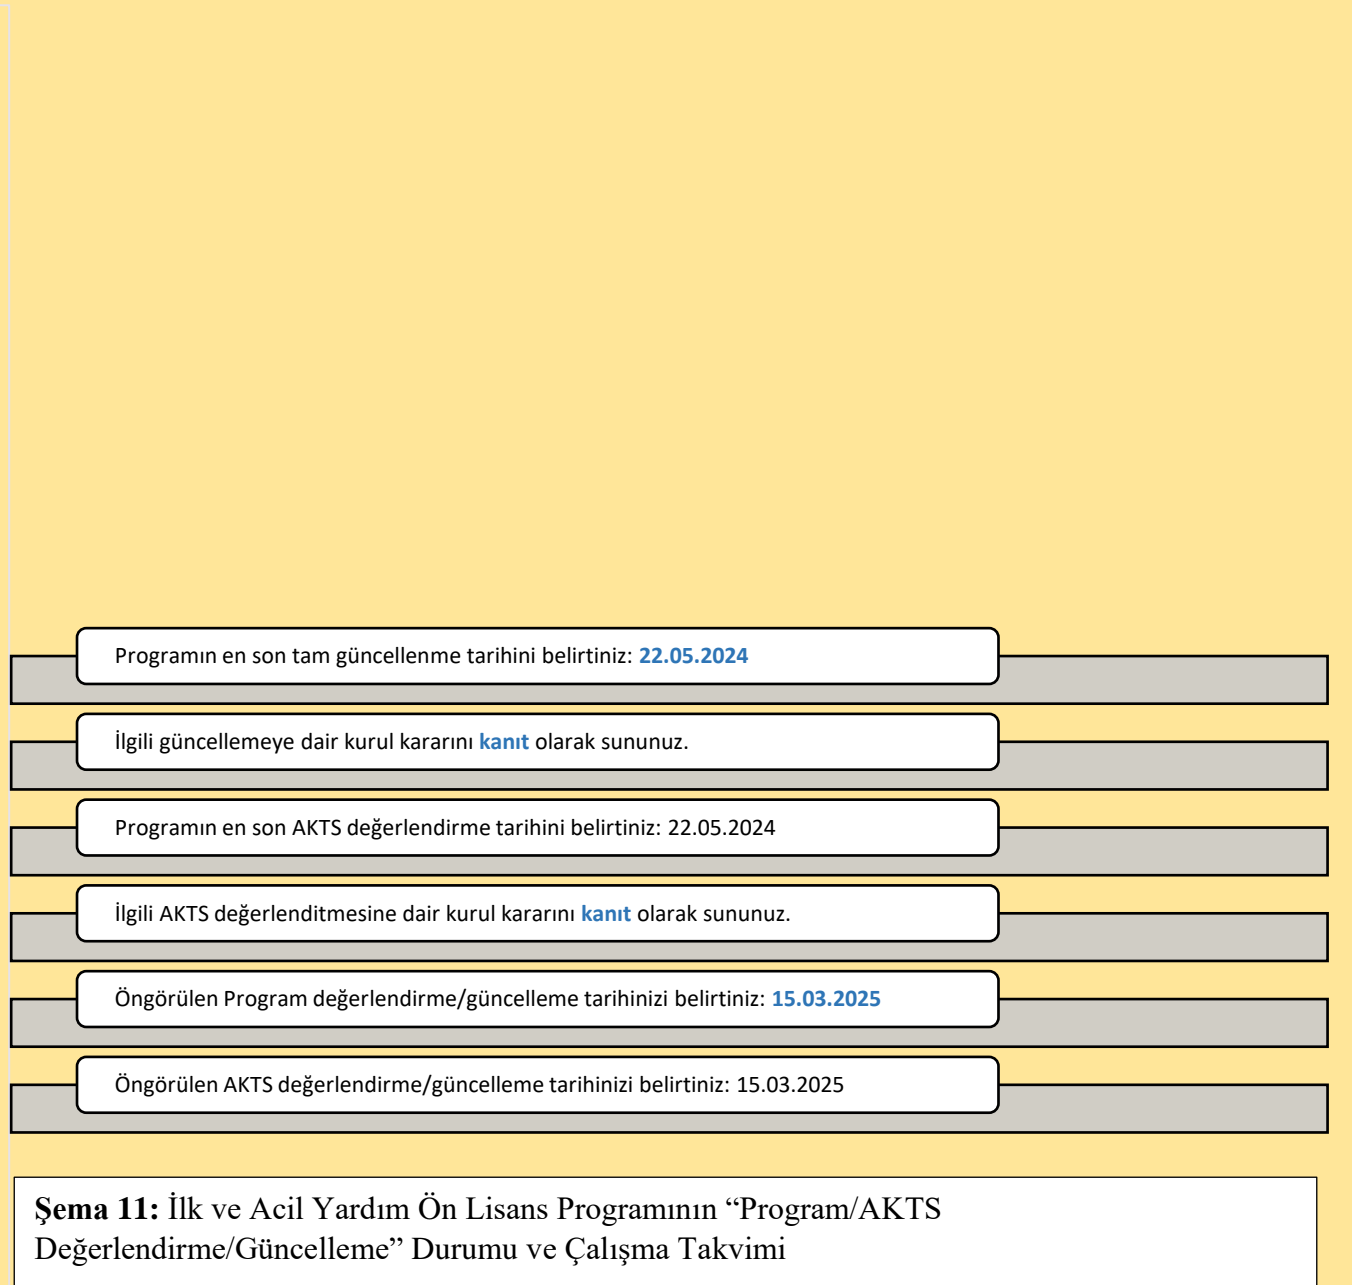 Programın en son tam güncellenme tarihini belirtiniz: 22.05.2024
İlgili güncellemeye dair kurul kararını kanıt olarak sununuz.
Programın en son AKTS değerlendirme tarihini belirtiniz: 22.05.2024
İlgili AKTS değerlenditmesine dair kurul kararını kanıt olarak sununuz.
Öngörülen Program değerlendirme/güncelleme tarihinizi belirtiniz: 15.03.2025
Öngörülen AKTS değerlendirme/güncelleme tarihinizi belirtiniz: 15.03.2025
Şema 11: İlk ve Acil Yardım Ön Lisans Programının “Program/AKTS
Değerlendirme/Güncelleme” Durumu ve Çalışma Takvimi